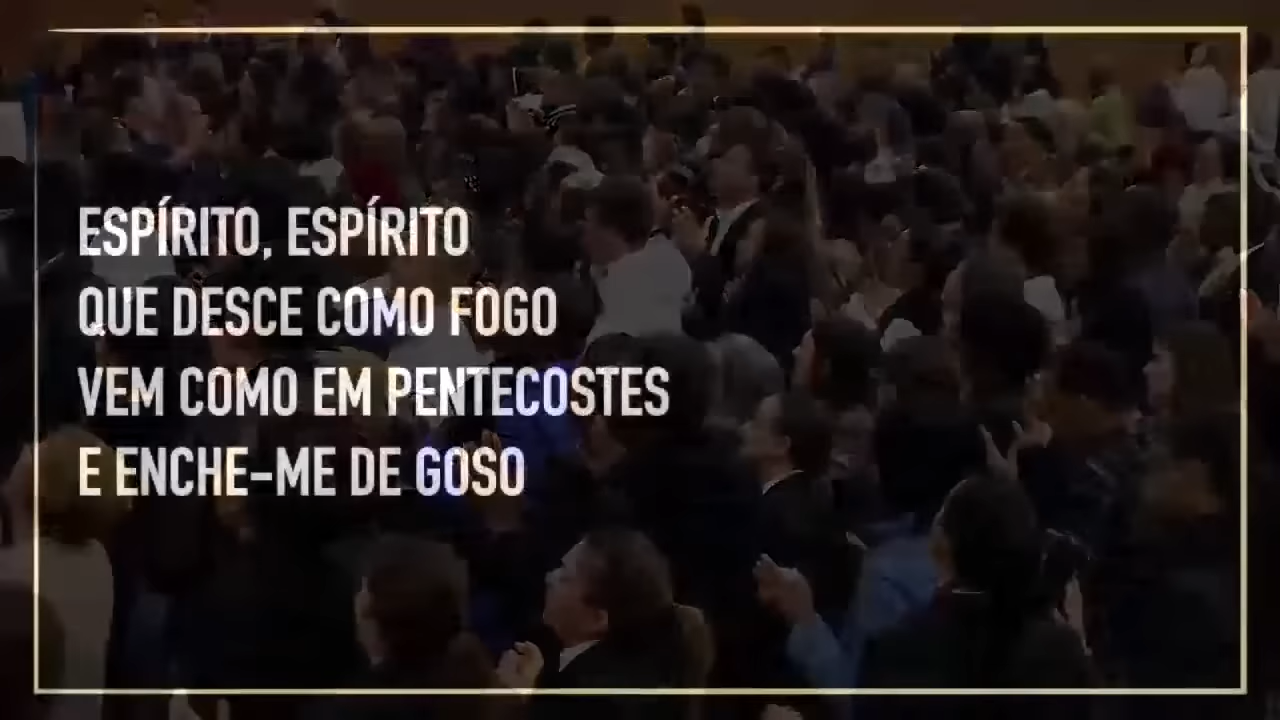 ESPÍRITO, ESPÍRITO
QUE DESCE COMO FOGO
VEM COMO EM PENTECOSTES
E ENCHE-ME DE GOSO